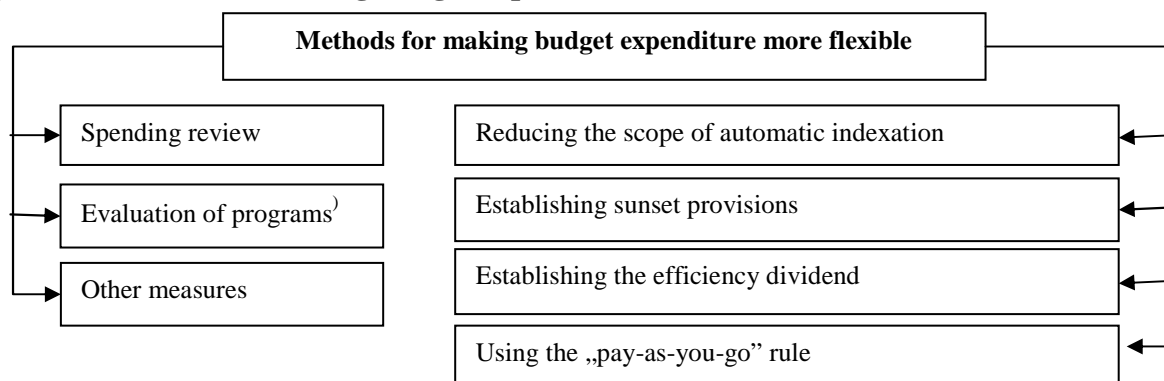 Methods for making budget expenditure more flexible
Spending review
Evaluation of programs)
Other measures
Reducing the scope of automatic indexation
Establishing sunset provisions
Establishing the efficiency dividend
Using the „pay-as-you-go” rule